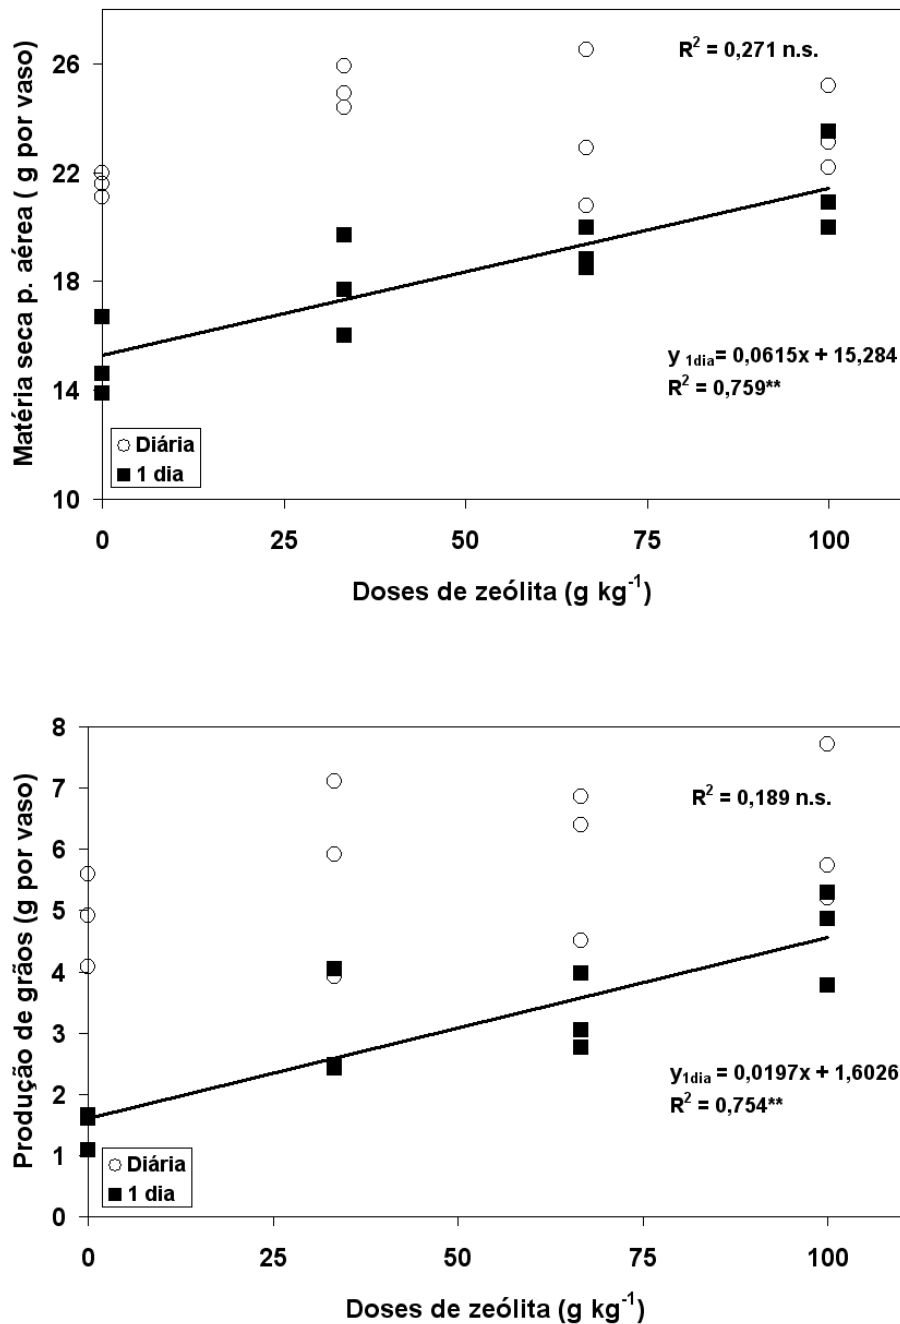 Matéria seca p. aérea ( g por vaso)
26
22
18
14
10
R² = 0,271 n.s.
y 1dia= 0,0615x + 15,284
R² = 0,759**
Diária
1 dia
0 25 50 75 100
Doses de zeólita (g kg⁻¹)
Produção de grãos (g por vaso)
8
7
6
5
4
3
2
1
0
R² = 0,189 n.s.
y1dia = 0,0197x + 1,6026
R² = 0,754**
Diária
1 dia
0 25 50 75 100
Doses de zeólita (g kg⁻¹)